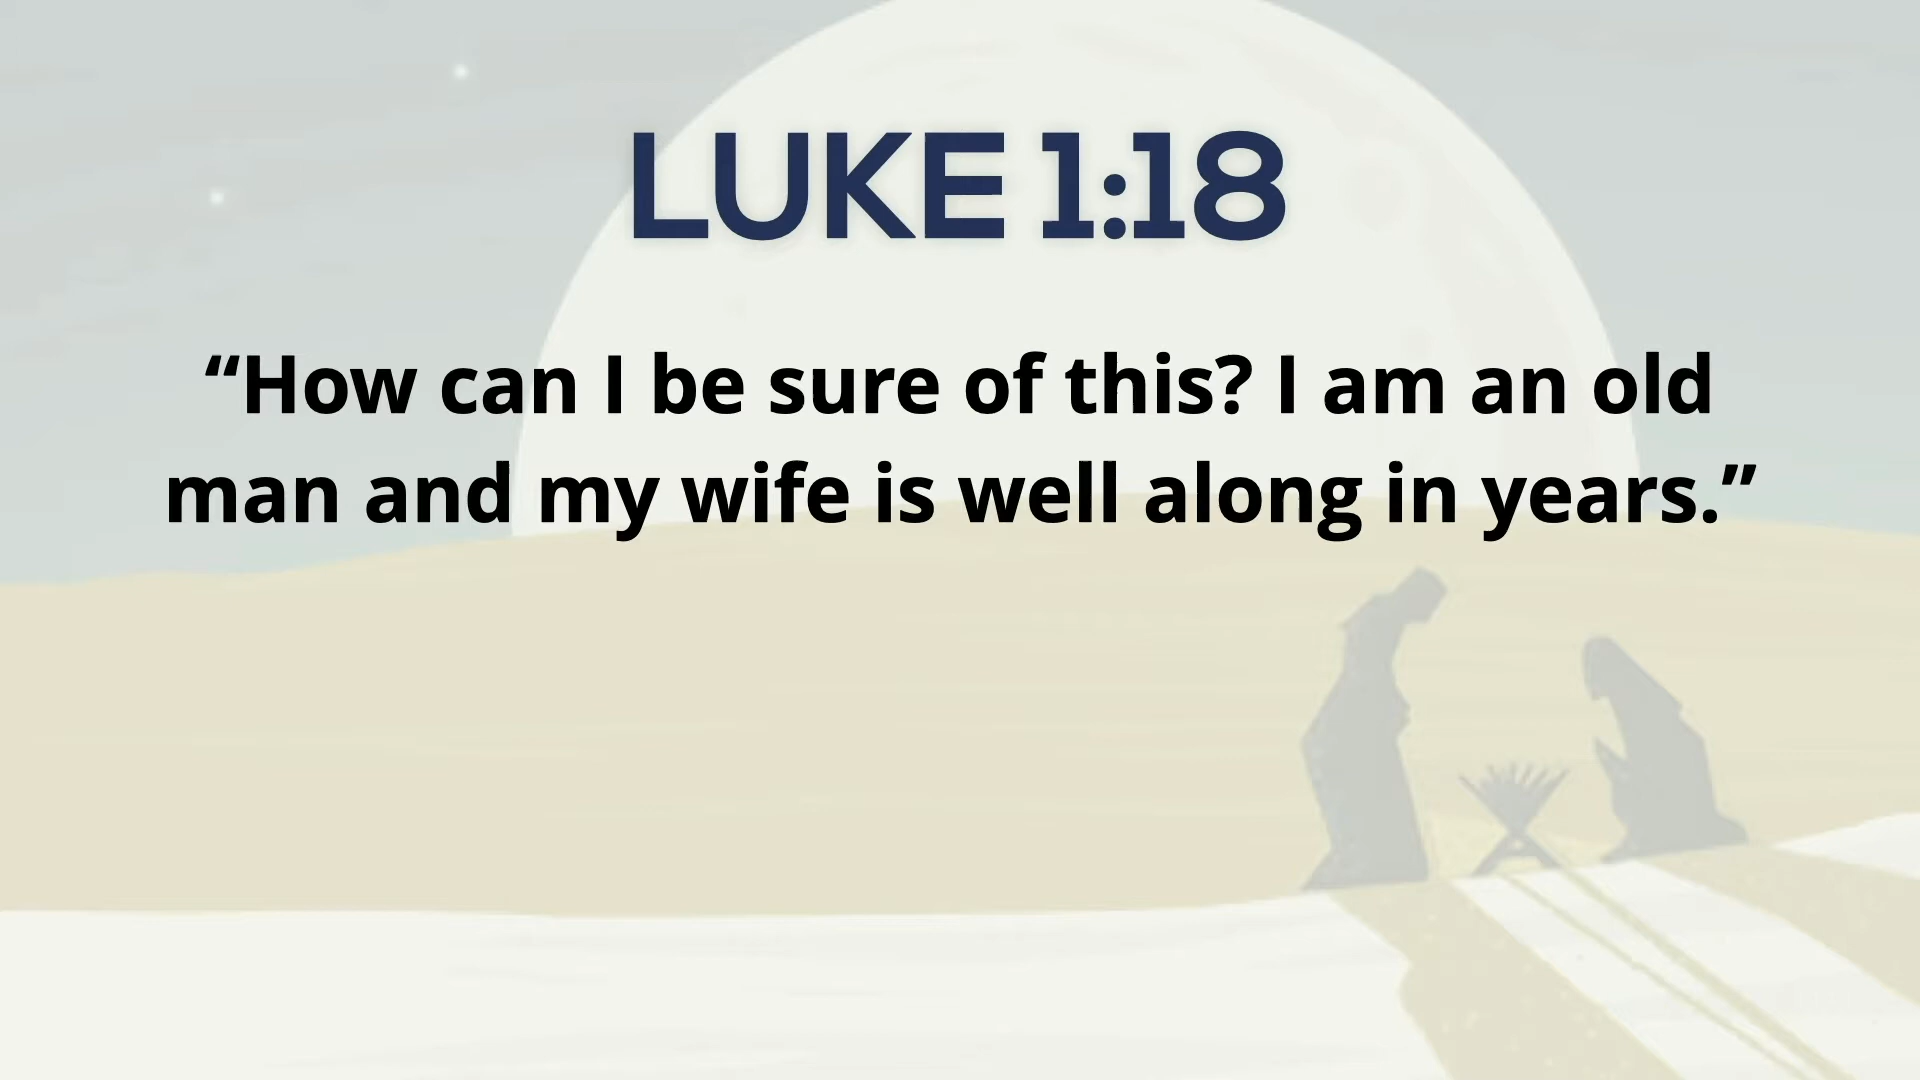 LUKE 1:18
“How can I be sure of this? I am an old
man and my wife is well along in years.”